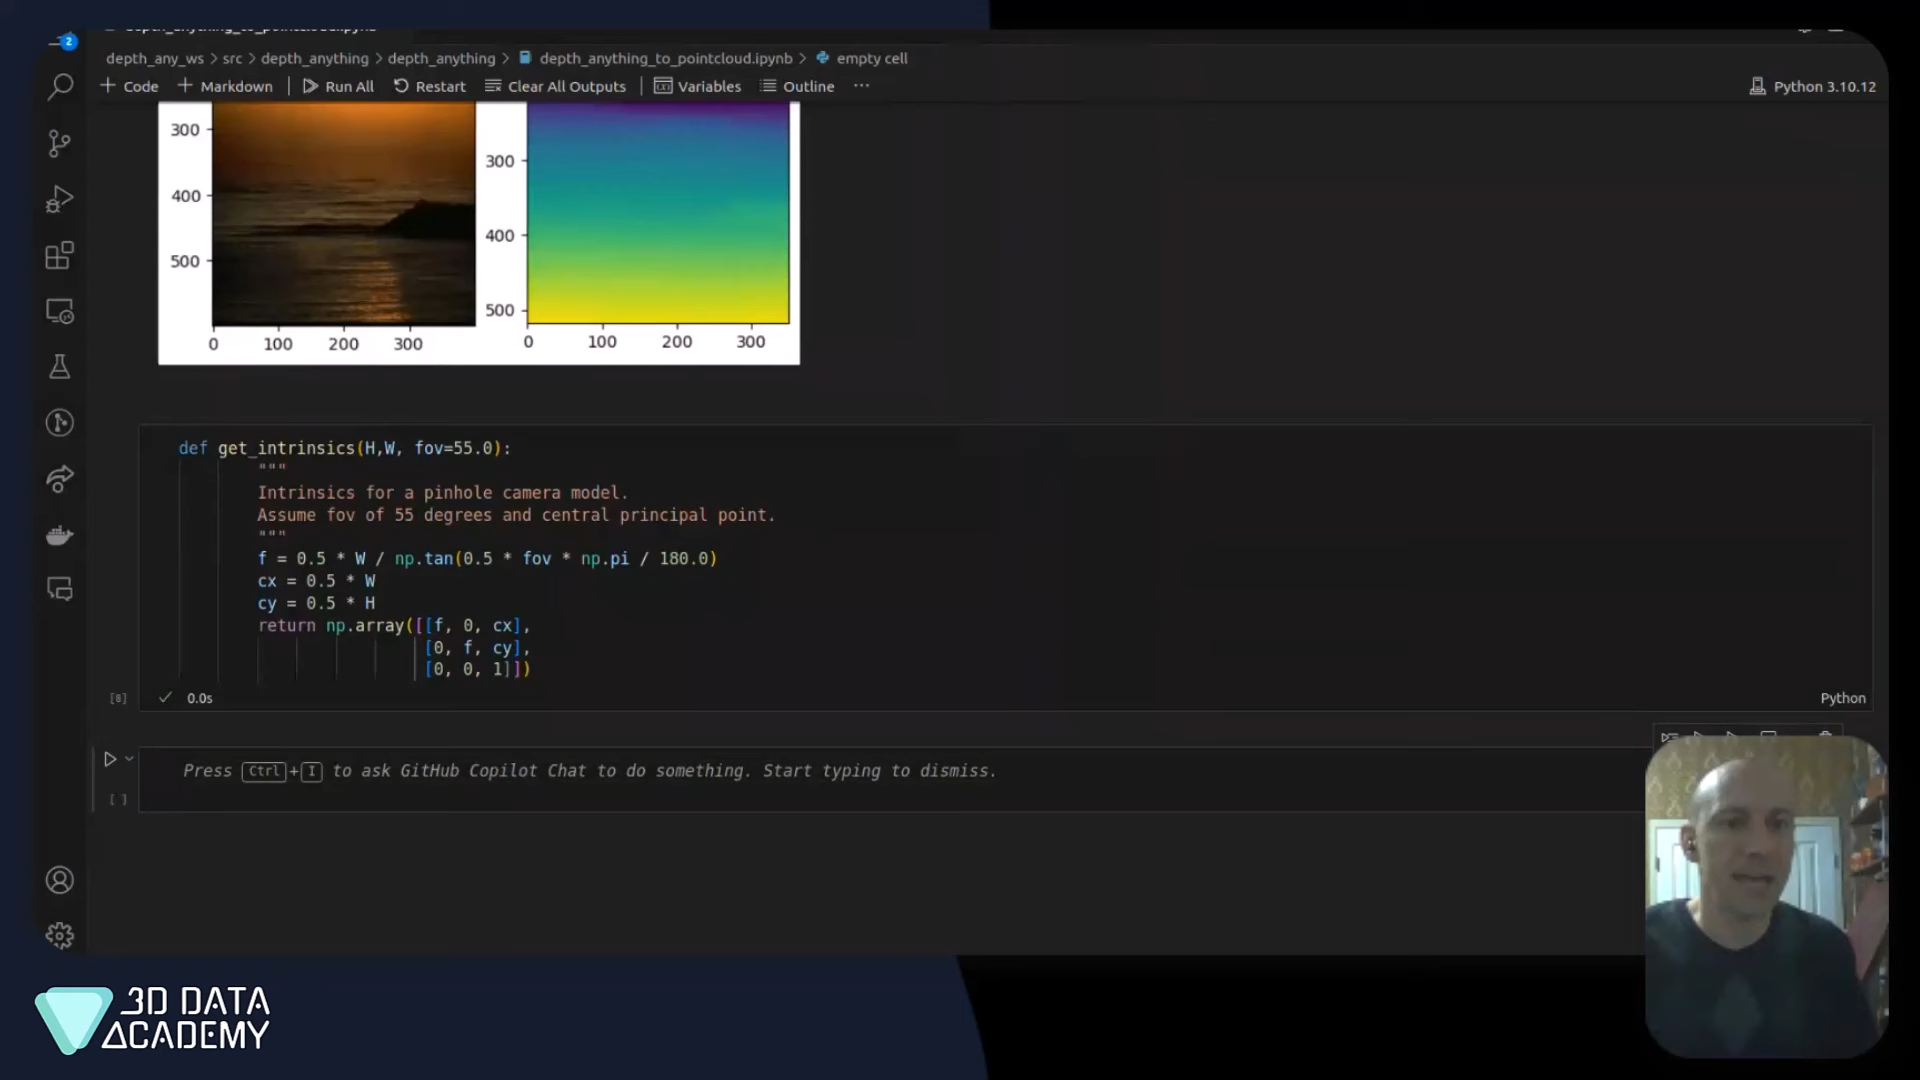 2
depth_any_ws > src > depth_anything > depth_anything > depth_anything_to_pointcloud.ipynb > empty cell
+ Code + Markdown Run All Restart Clear All Outputs Variables Outline ... Python 3.10.12
300
400
500
0 100 200 300
300
400
500
0 100 200 300
def get_intrinsics(H,W, fov=55.0):
"""
Intrinsics for a pinhole camera model.
Assume fov of 55 degrees and central principal point.
"""
f = 0.5 * W / np.tan(0.5 * fov * np.pi / 180.0)
cx = 0.5 * W
cy = 0.5 * H
return np.array([[f, 0, cx],
[0, f, cy],
[0, 0, 1]])
[8] 0.0s Python
Press Ctrl+I to ask GitHub Copilot Chat to do something. Start typing to dismiss.
[ ]
3D DATA
ACADEMY